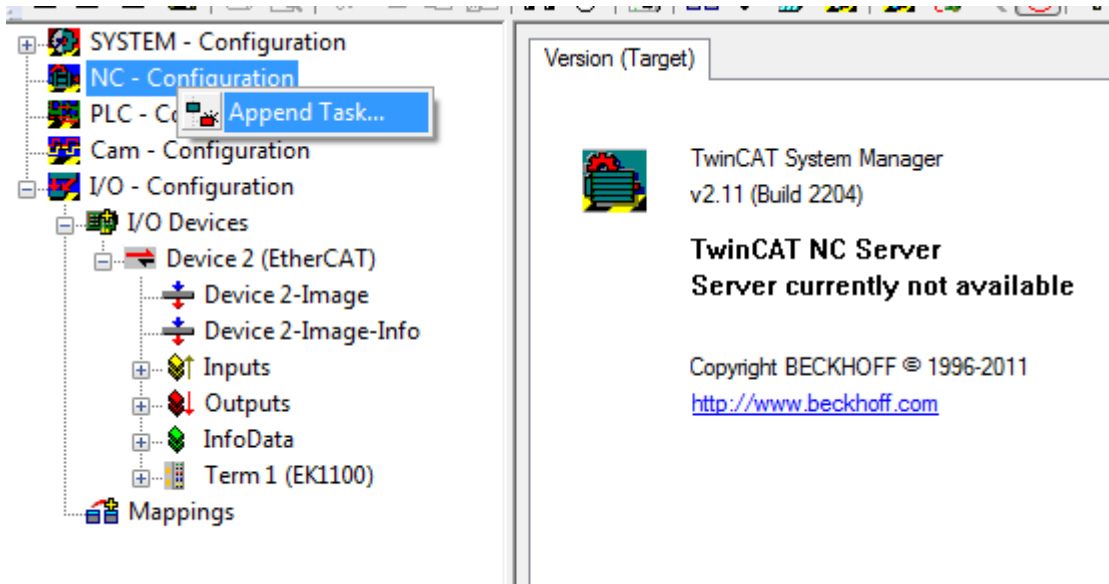 SYSTEM - Configuration
NC - Configuration
Append Task...
PLC - Co
Cam - Configuration
I/O - Configuration
I/O Devices
Device 2 (EtherCAT)
Device 2-Image
Device 2-Image-Info
Inputs
Outputs
InfoData
Term 1 (EK1100)
Mappings
Version (Target)
TwinCAT System Manager
v2.11 (Build 2204)
TwinCAT NC Server
Server currently not available
Copyright BECKHOFF © 1996-2011
http://www.beckhoff.com